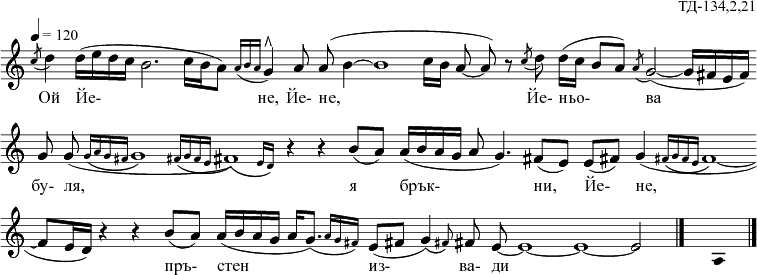 ТД-134,2,21
= 120
Ой Йе- не, Йе- не, Йе- ньо- ва
бу- ля, я брък- ни, Йе- не,
пръ- стен из- ва- ди